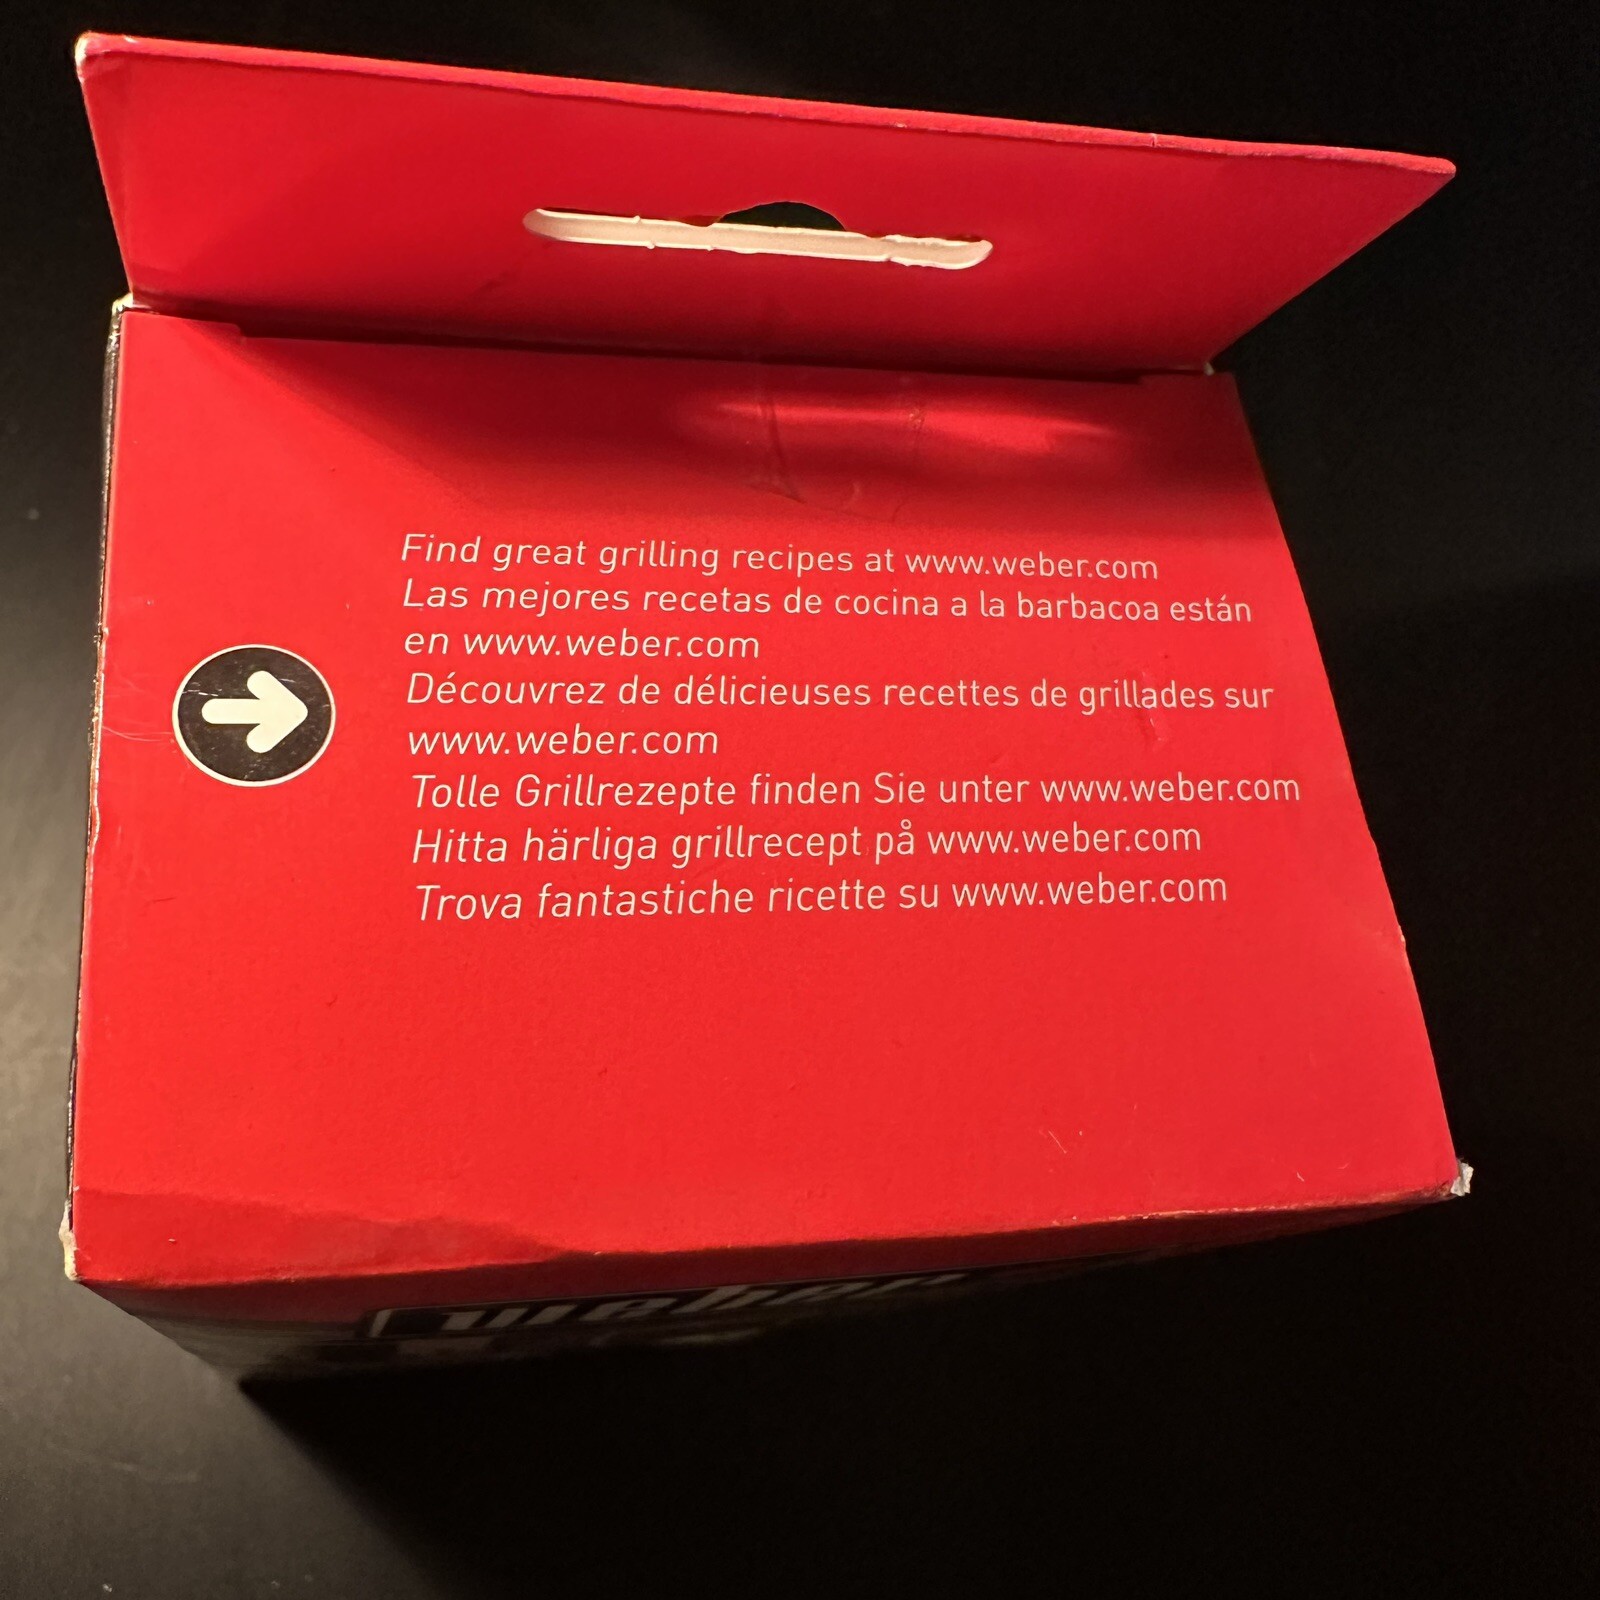 Find great grilling recipes at www.weber.com
Las mejores recetas de cocina a la barbacoa están
en www.weber.com
Découvrez de délicieuses recettes de grillades sur
www.weber.com
Tolle Grillrezepte finden Sie unter www.weber.com
Hitta härliga grillrecept på www.weber.com
Trova fantastiche ricette su www.weber.com
weber